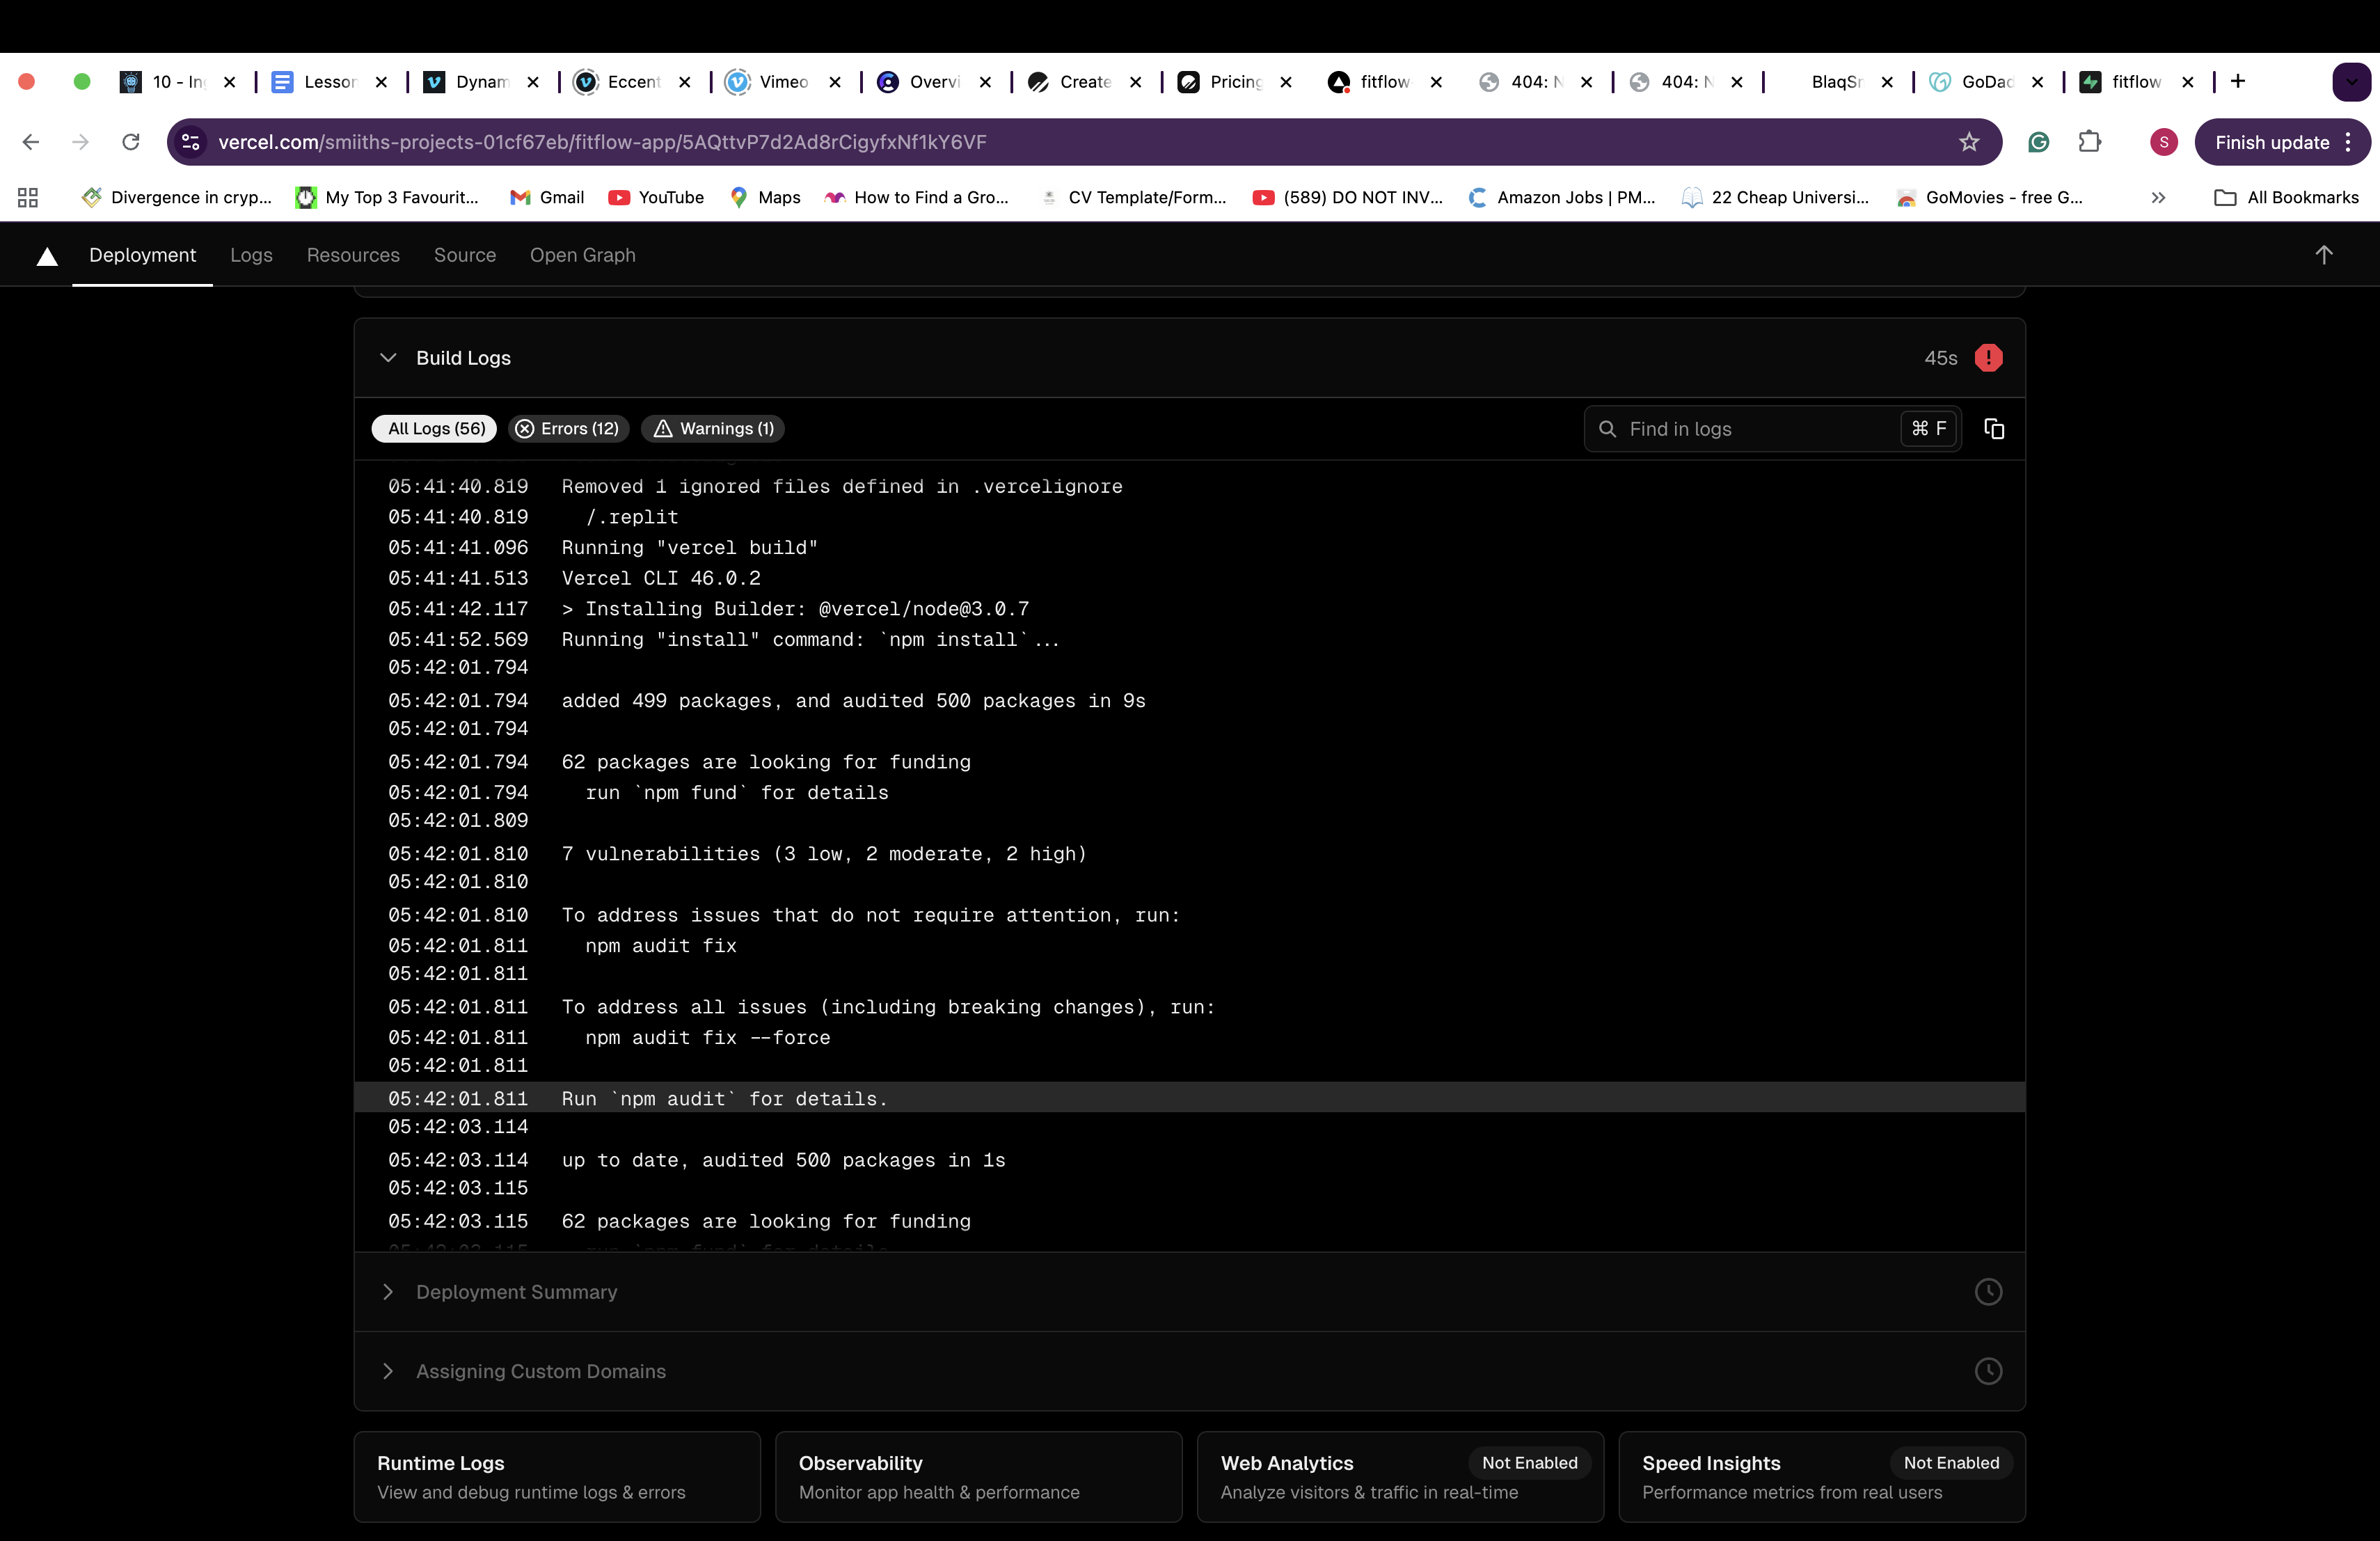 10 - In
Lesson
Dynam
Eccent
Vimeo
Overvi
Create
Pricing
fitflow
404: N
404: N
BlaqSr
GoDad
fitflow
vercel.com/smiiths-projects-01cf67eb/fitflow-app/5AQttvP7d2Ad8rCigyfxNf1kY6VF
S
Finish update
Divergence in cryp...
My Top 3 Favourit...
Gmail
YouTube
Maps
How to Find a Gro...
CV Template/Form...
(589) DO NOT INV...
Amazon Jobs | PM...
22 Cheap Universi...
GoMovies - free G...
All Bookmarks
Deployment
Logs
Resources
Source
Open Graph
Build Logs
45s
All Logs (56)
Errors (12)
Warnings (1)
Find in logs
⌘ F
05:41:40.819 Removed 1 ignored files defined in .vercelignore
05:41:40.819 /.replit
05:41:41.096 Running "vercel build"
05:41:41.513 Vercel CLI 46.0.2
05:41:42.117 > Installing Builder: @vercel/node@3.0.7
05:41:52.569 Running "install" command: `npm install`...
05:42:01.794
05:42:01.794 added 499 packages, and audited 500 packages in 9s
05:42:01.794
05:42:01.794 62 packages are looking for funding
05:42:01.794 run `npm fund` for details
05:42:01.809
05:42:01.810 7 vulnerabilities (3 low, 2 moderate, 2 high)
05:42:01.810
05:42:01.810 To address issues that do not require attention, run:
05:42:01.811 npm audit fix
05:42:01.811
05:42:01.811 To address all issues (including breaking changes), run:
05:42:01.811 npm audit fix --force
05:42:01.811
05:42:01.811 Run `npm audit` for details.
05:42:03.114
05:42:03.114 up to date, audited 500 packages in 1s
05:42:03.115
05:42:03.115 62 packages are looking for funding
05:42:03.115 run `npm fund` for details
Deployment Summary
Assigning Custom Domains
Runtime Logs
View and debug runtime logs & errors
Observability
Monitor app health & performance
Web Analytics
Not Enabled
Analyze visitors & traffic in real-time
Speed Insights
Not Enabled
Performance metrics from real users